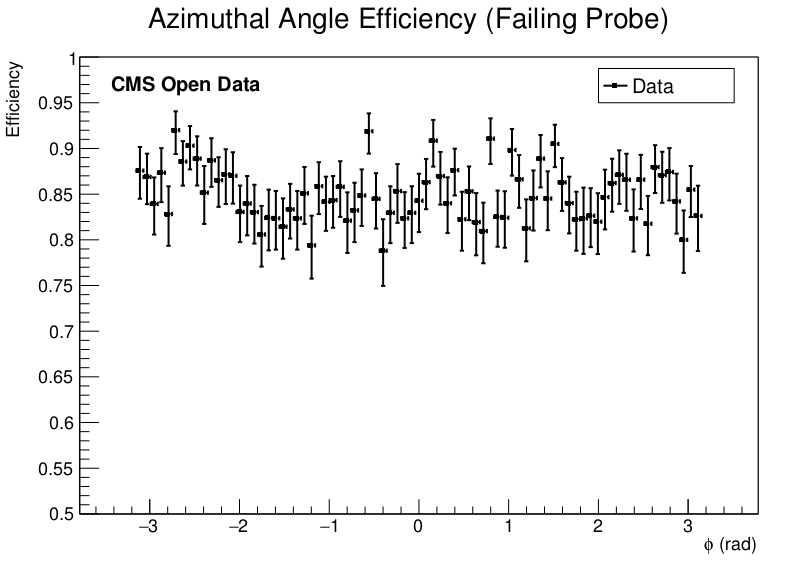 Azimuthal Angle Efficiency (Failing Probe)
Efficiency
CMS Open Data
Data
1
0.95
0.9
0.85
0.8
0.75
0.7
0.65
0.6
0.55
0.5
−3 −2 −1 0 1 2 3
ϕ (rad)